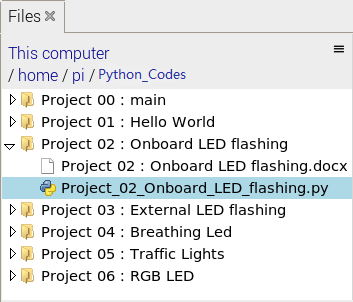 Files
This computer
/ home / pi / Python_Codes
Project 00 : main
Project 01 : Hello World
Project 02 : Onboard LED flashing
Project 02 : Onboard LED flashing.docx
Project_02_Onboard_LED_flashing.py
Project 03 : External LED flashing
Project 04 : Breathing Led
Project 05 : Traffic Lights
Project 06 : RGB LED